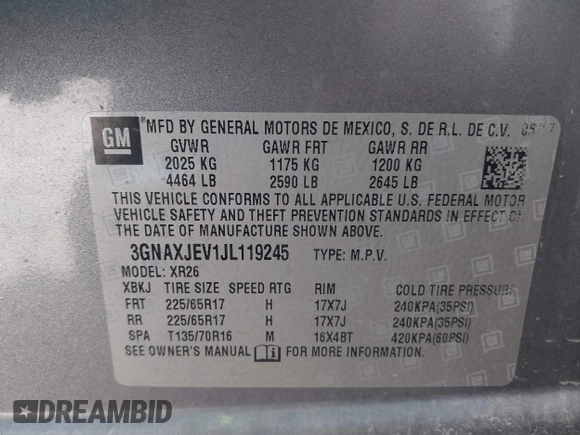 GM
MFD BY GENERAL MOTORS DE MEXICO, S. DE R.L. DE C.V.
GVWR GAWR FRT GAWR RR
2025 KG 1175 KG 1200 KG
4464 LB 2590 LB 2645 LB
THIS VEHICLE CONFORMS TO ALL APPLICABLE U.S. FEDERAL MOTOR
VEHICLE SAFETY AND THEFT PREVENTION STANDARDS IN EFFECT ON
THE DATE OF MANUFACTURE SHOWN ABOVE.
3GNAXJEV1JL119245 TYPE: M.P.V.
MODEL: XR26
XBKJ TIRE SIZE SPEED RTG RIM COLD TIRE PRESSURE
FRT 225/65R17 H 17X7J 240KPA(35PSI)
RR 225/65R17 H 17X7J 240KPA(35PSI)
SPA T135/70R16 M 16X4BT 420KPA(60PSI)
SEE OWNER'S MANUAL FOR MORE INFORMATION.
DREAMBID